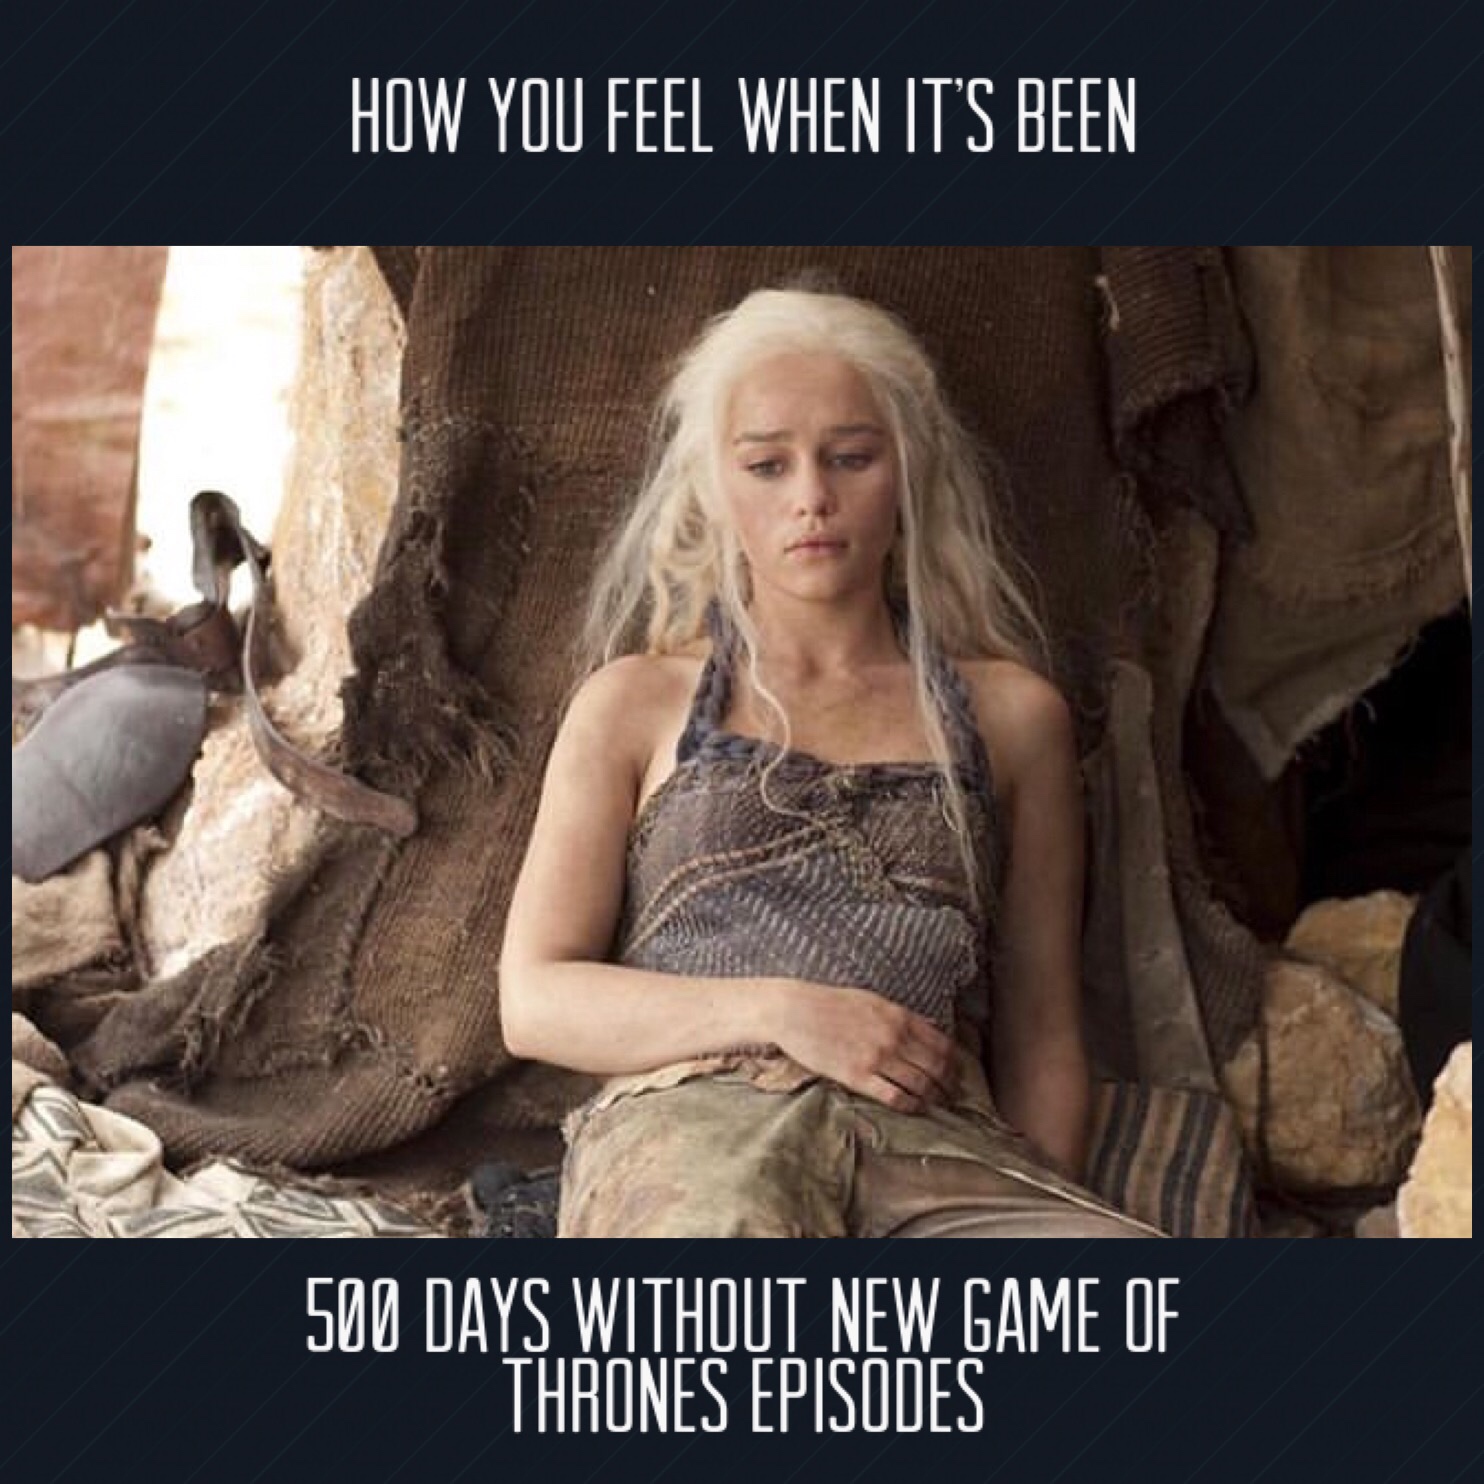 HOW YOU FEEL WHEN IT'S BEEN
500 DAYS WITHOUT NEW GAME OF
THRONES EPISODES